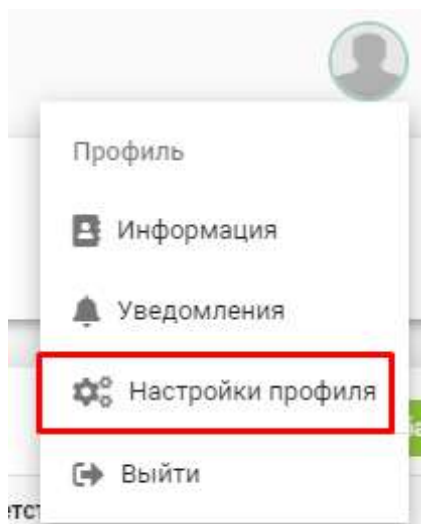 Профиль
Информация
Уведомления
Настройки профиля
Выйти